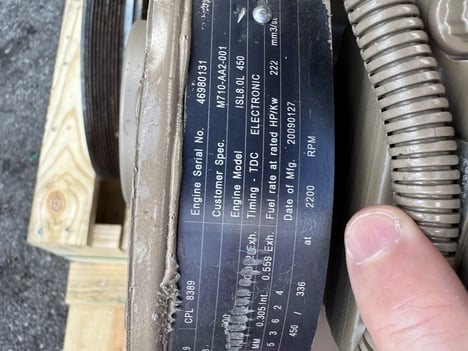 Engine Serial No. 46980131
CPL 8389
Customer Spec. M710-AA2-001
Engine Model ISL8.0L 450
Timing - TDC ELECTRONIC
Exh.
MM 0.305 Int. 0.559 Exh.
Fuel rate at rated HP/Kw 222 mm3/st
5 3 6 2 4
Date of Mfg. 20090127
450 / 336 at 2200 RPM